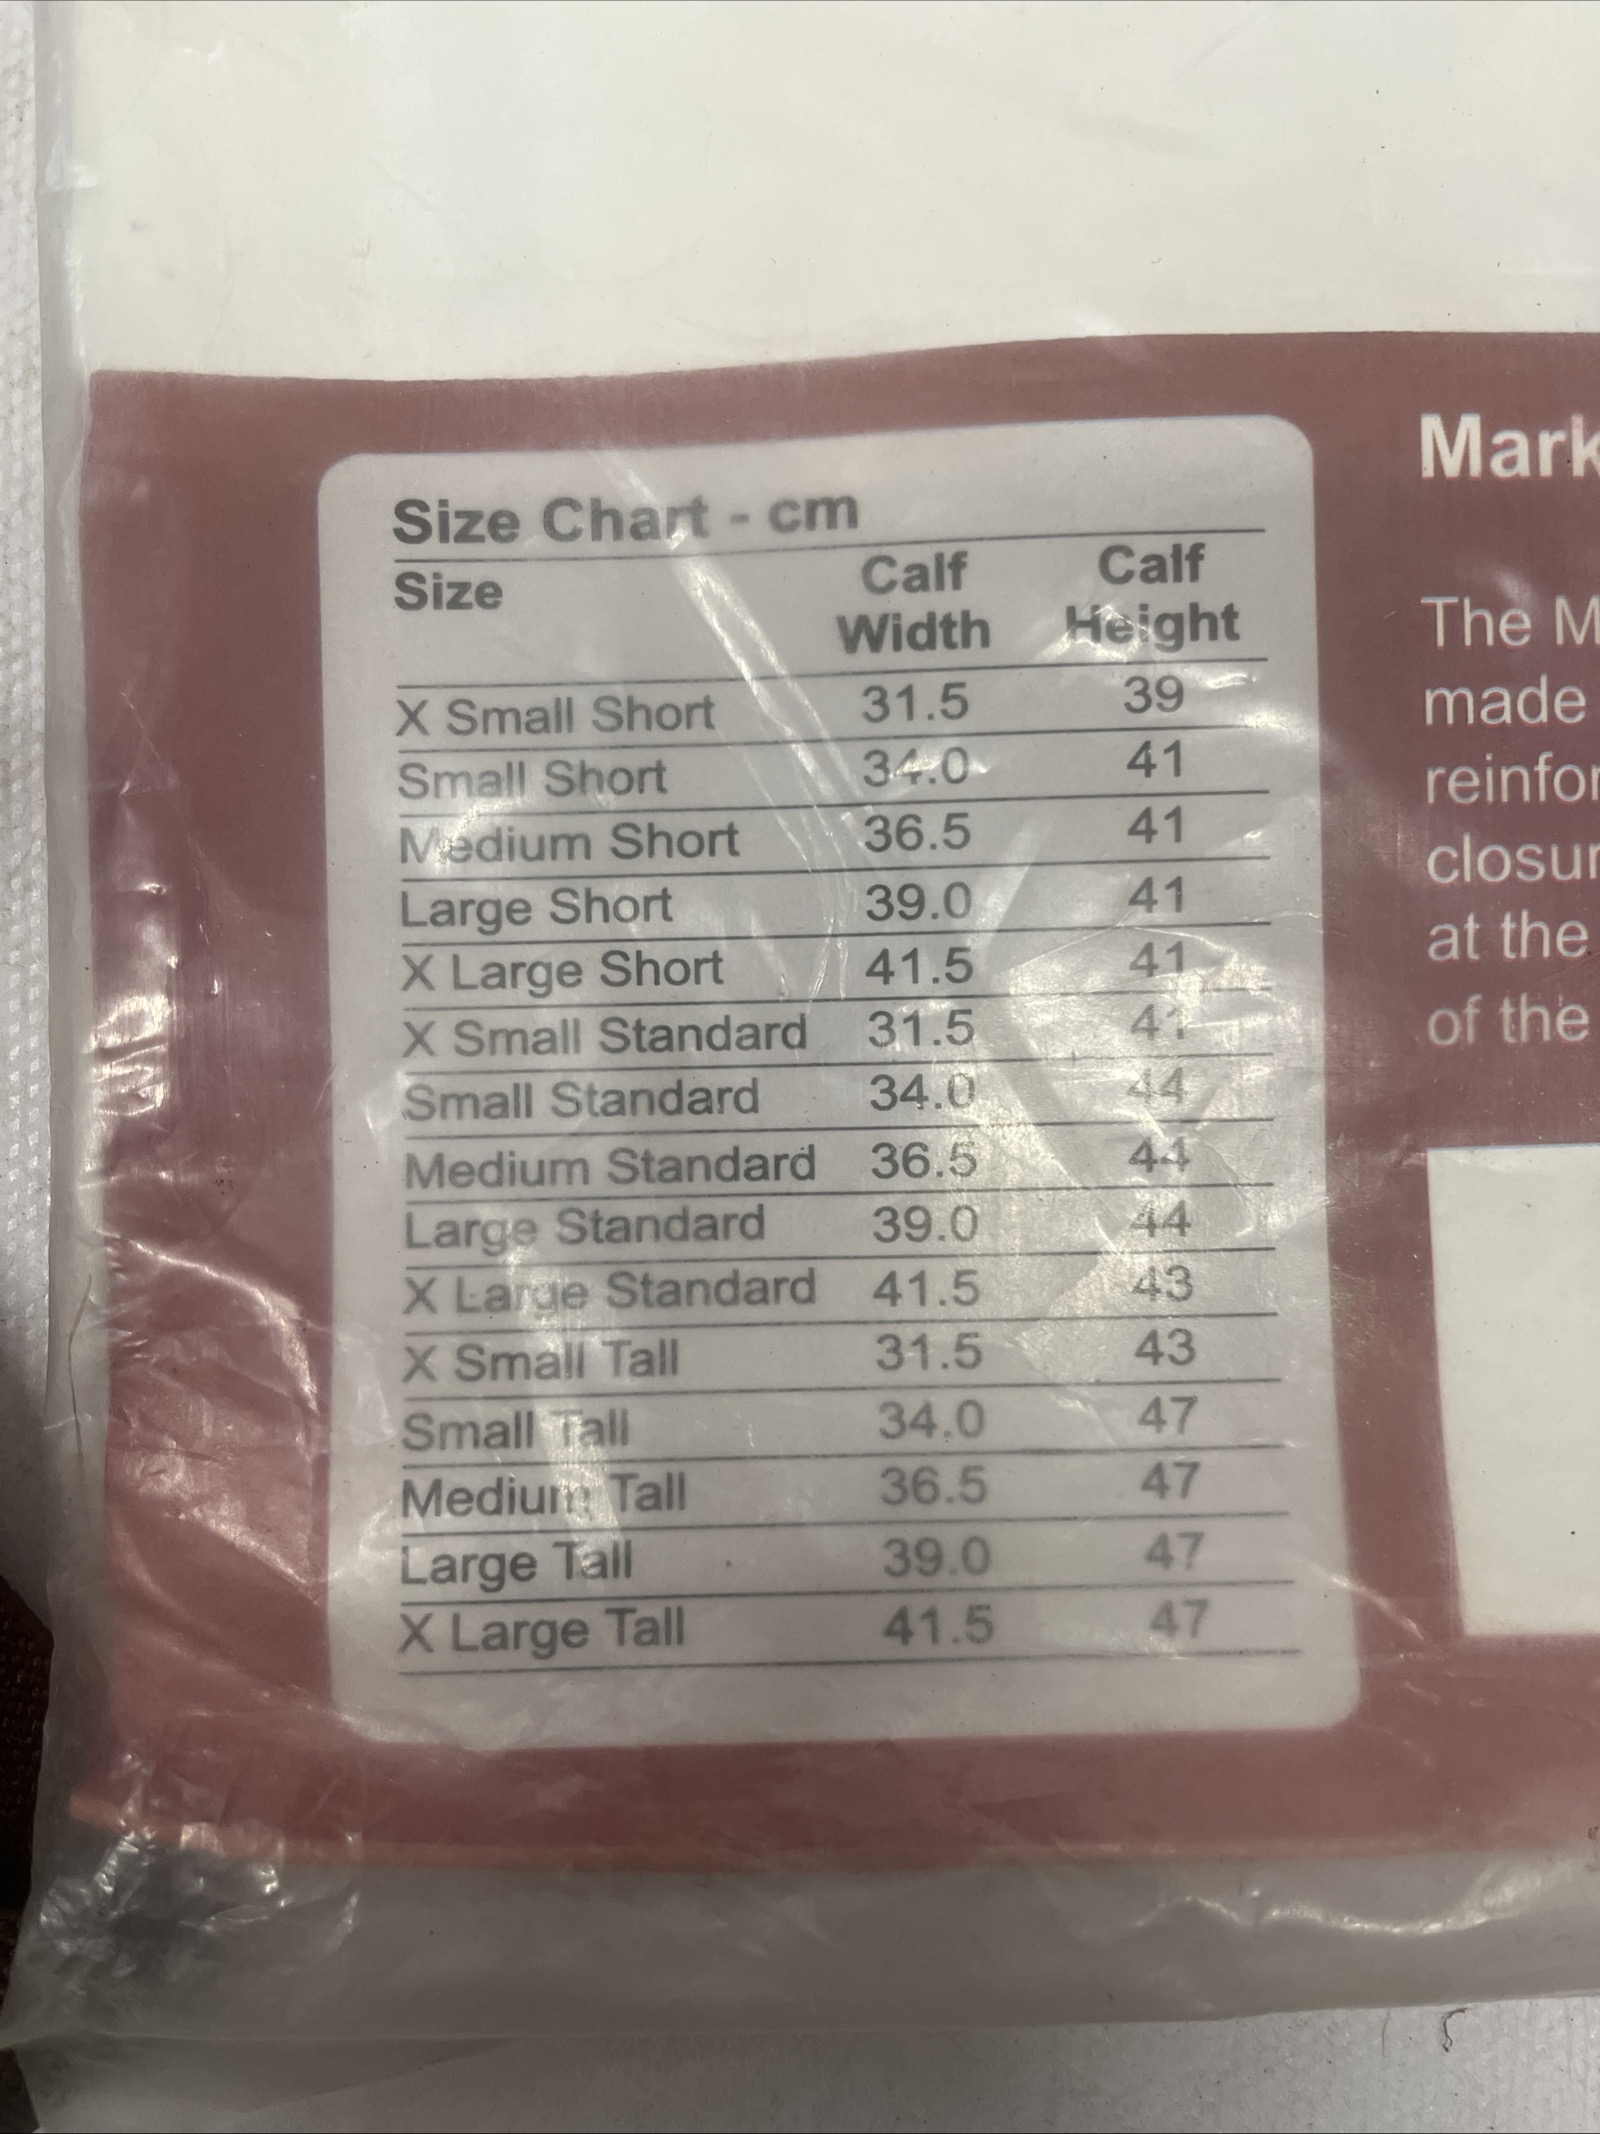 Size Chart - cm
Size Calf Width Calf Height
X Small Short 31.5 39
Small Short 34.0 41
Medium Short 36.5 41
Large Short 39.0 41
X Large Short 41.5 41
X Small Standard 31.5 41
Small Standard 34.0 44
Medium Standard 36.5 44
Large Standard 39.0 44
X Large Standard 41.5 43
X Small Tall 31.5 43
Small Tall 34.0 47
Medium Tall 36.5 47
Large Tall 39.0 47
X Large Tall 41.5 47
Mark
The M
made
reinfor
closur
at the
of the